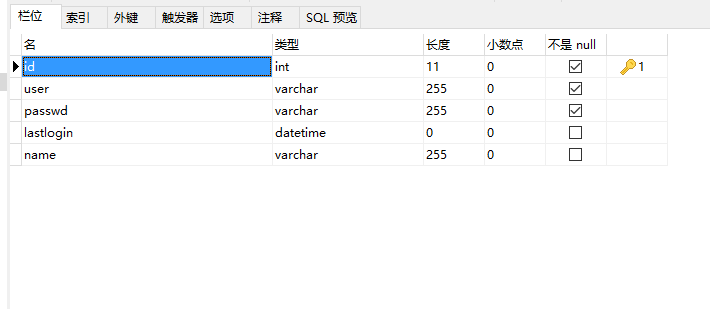 栏位 索引 外键 触发器 选项 注释 SQL 预览
名 类型 长度 小数点 不是 null
id int 11 0 1
user varchar 255 0
passwd varchar 255 0
lastlogin datetime 0 0
name varchar 255 0